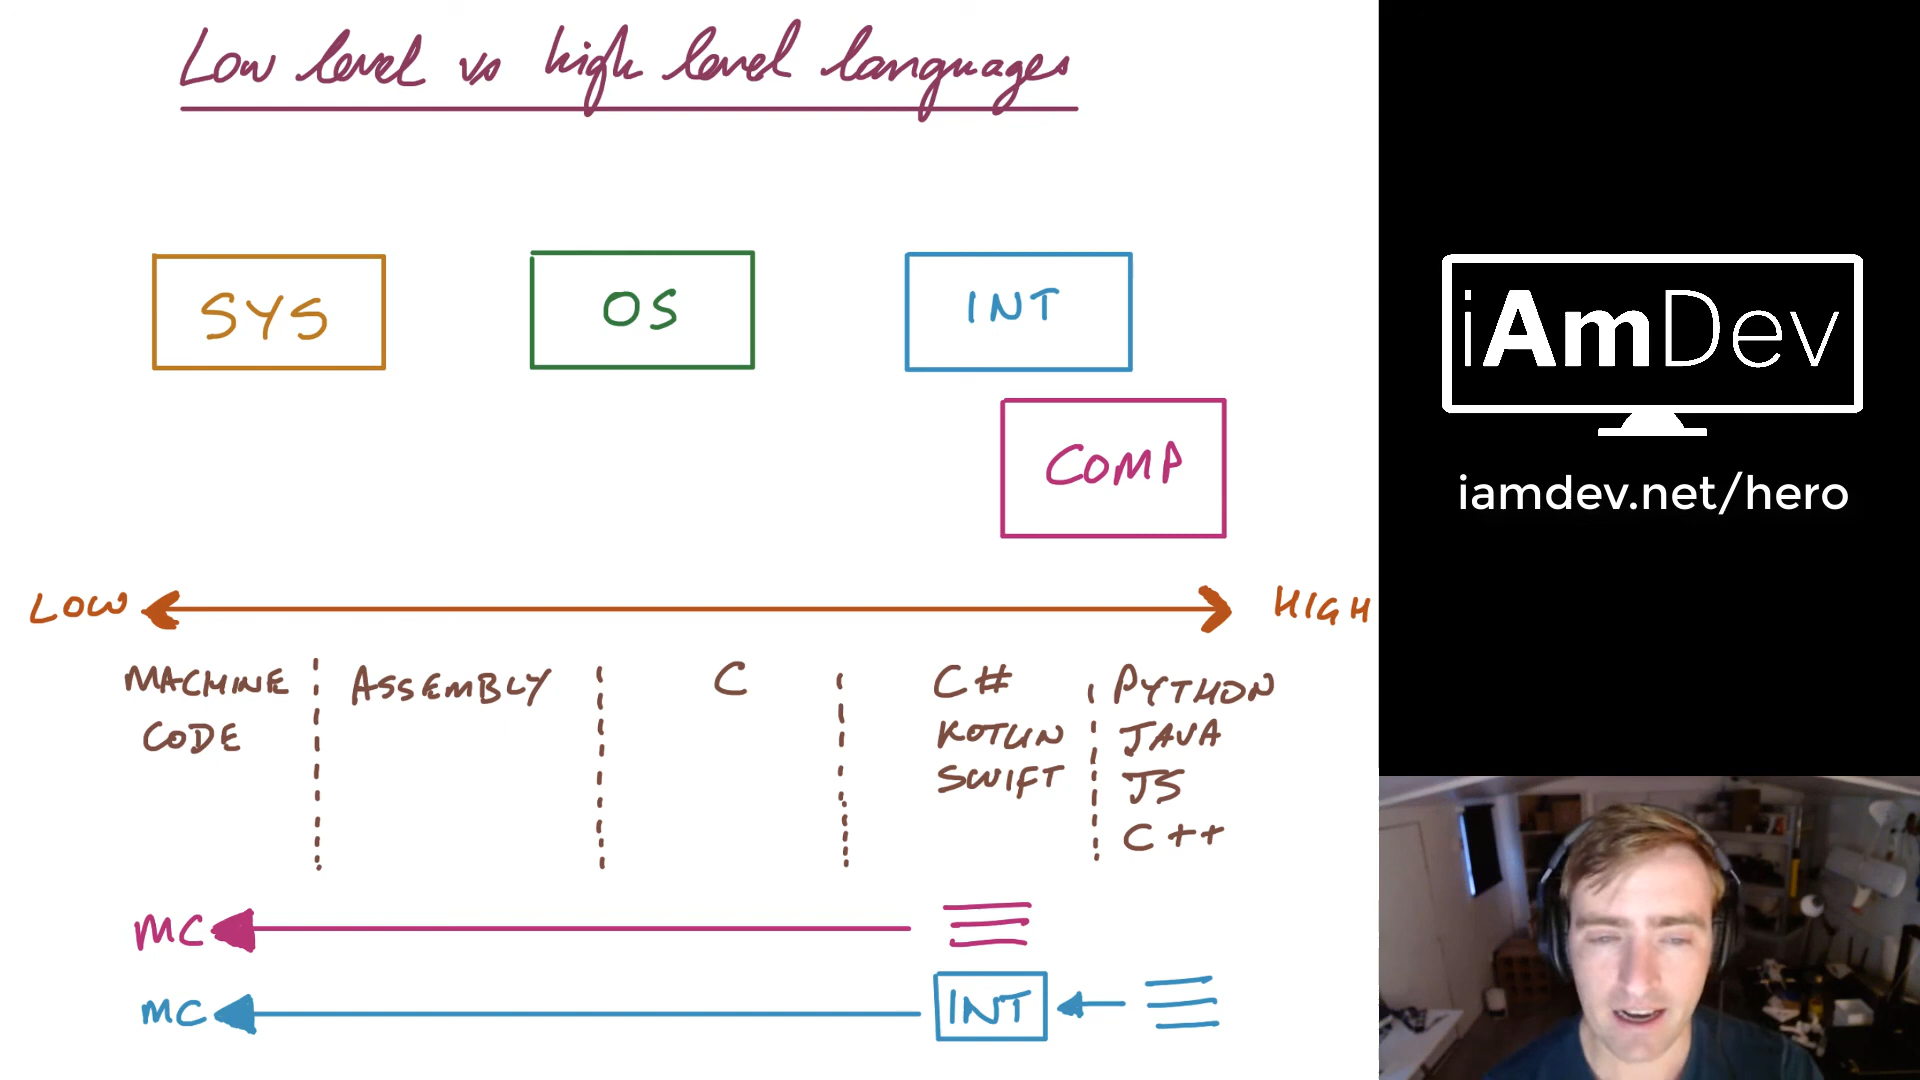 Low level vs high level languages
SYS
OS
INT
COMP
LOW
HIGH
MACHINE
CODE
ASSEMBLY
C
C#
KOTLIN
SWIFT
PYTHON
JAVA
JS
C++
MC
MC
INT
iAmDev
iamdev.net/hero